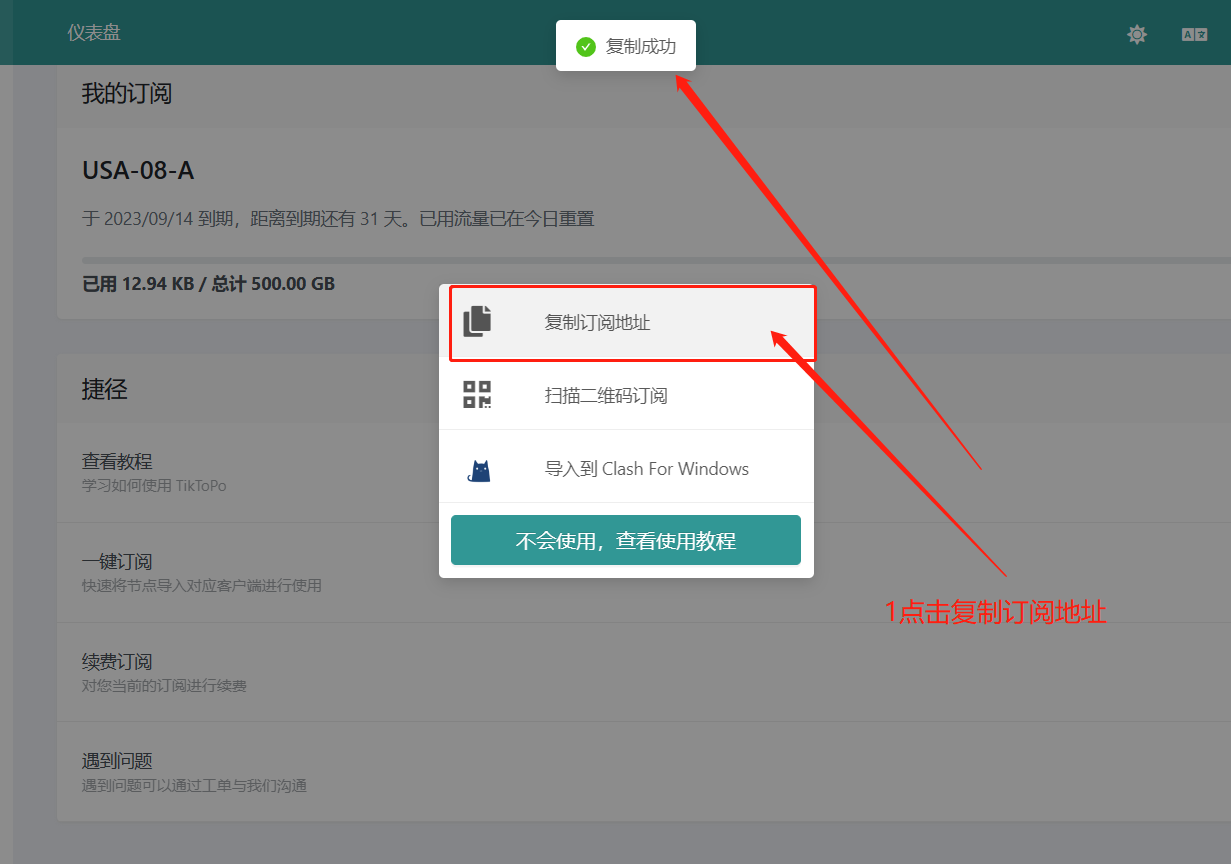 仪表盘
复制成功
我的订阅
USA-08-A
于 2023/09/14 到期，距离到期还有 31 天。已用流量已在今日重置
已用 12.94 KB / 总计 500.00 GB
复制订阅地址
扫描二维码订阅
导入到 Clash For Windows
不会使用，查看使用教程
捷径
查看教程
学习如何使用 TikToPo
一键订阅
快速将节点导入对应客户端进行使用
1点击复制订阅地址
续费订阅
对您当前的订阅进行续费
遇到问题
遇到问题可以通过工单与我们沟通